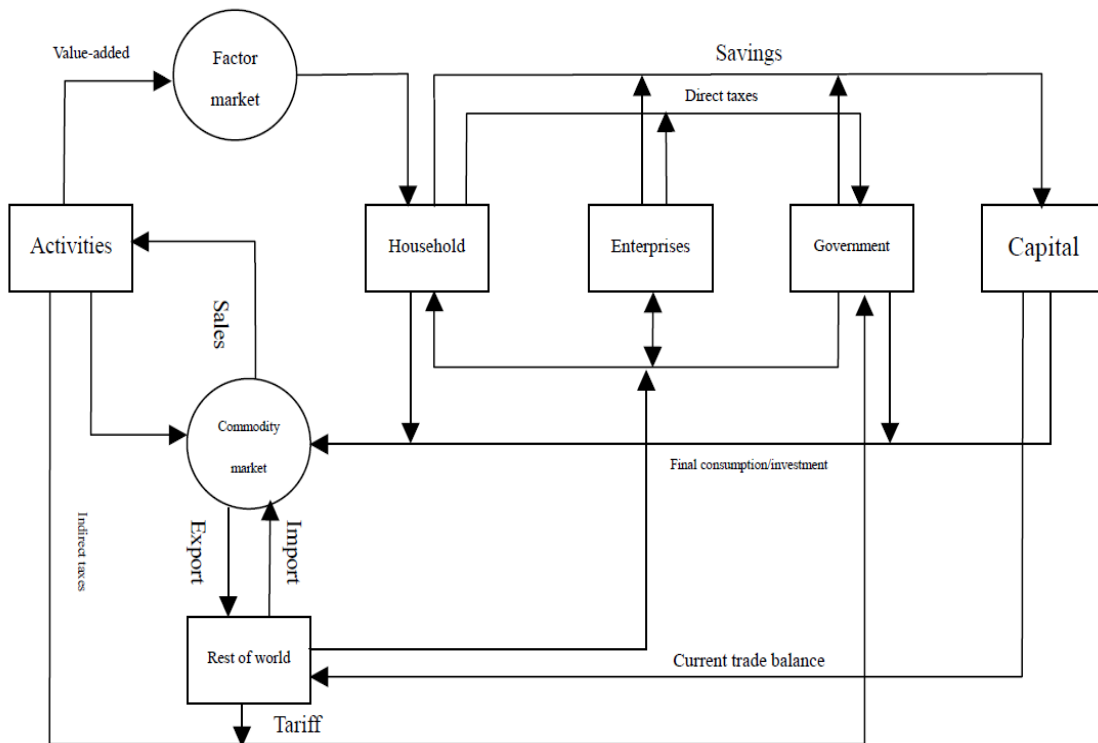 Value-added
Factor
market
Savings
Direct taxes
Activities
Household
Enterprises
Government
Capital
Sales
Commodity
market
Final consumption/investment
Indirect taxes
Export
Import
Rest of world
Current trade balance
Tariff